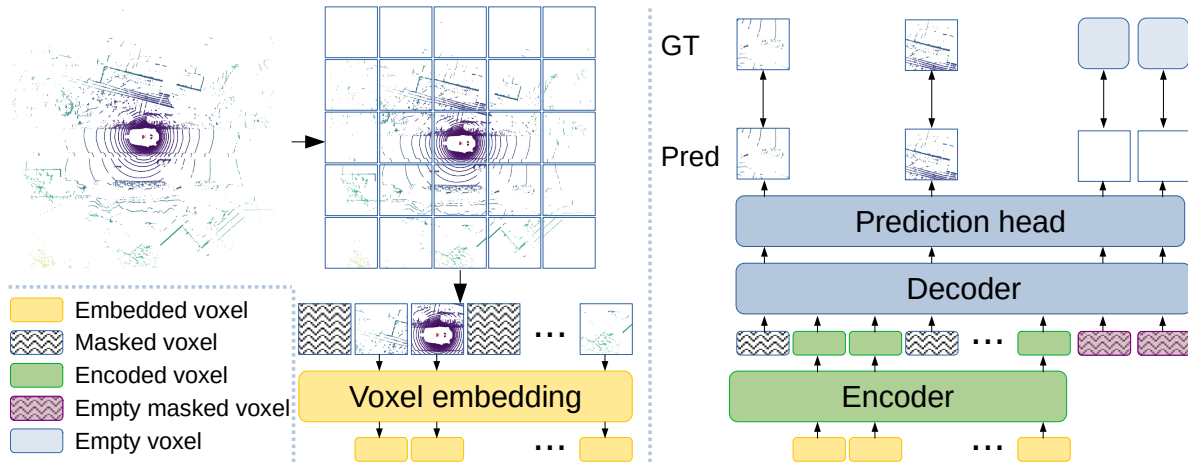 GT
Pred
Prediction head
Decoder
...
Encoder
...
Embedded voxel
Masked voxel
Encoded voxel
Empty masked voxel
Empty voxel
...
Voxel embedding
...